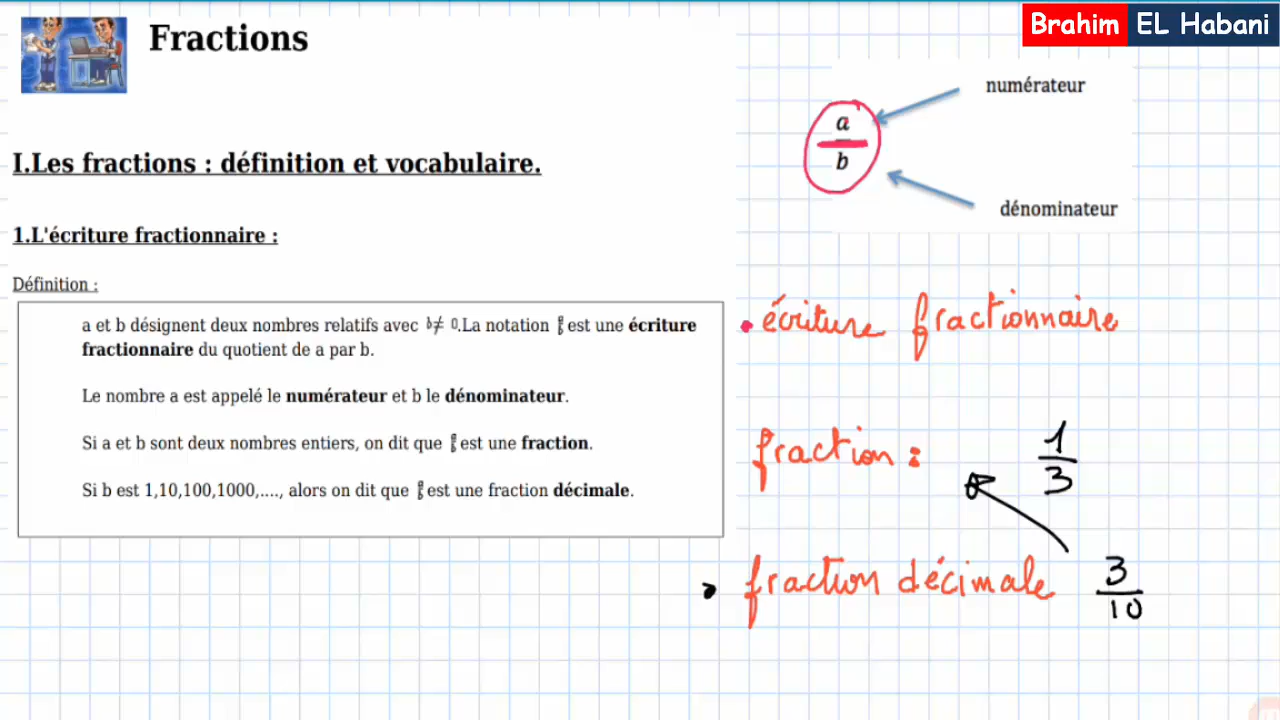 Fractions
Brahim EL Habani
numérateur
a
b
dénominateur
I.Les fractions : définition et vocabulaire.
1.L'écriture fractionnaire :
Définition :
a et b désignent deux nombres relatifs avec b≠ 0.La notation a/b est une écriture
fractionnaire du quotient de a par b.
Le nombre a est appelé le numérateur et b le dénominateur.
Si a et b sont deux nombres entiers, on dit que a/b est une fraction.
Si b est 1,10,100,1000,...., alors on dit que a/b est une fraction décimale.
• écriture fractionnaire
fraction : 1/3
fraction décimale 3/10